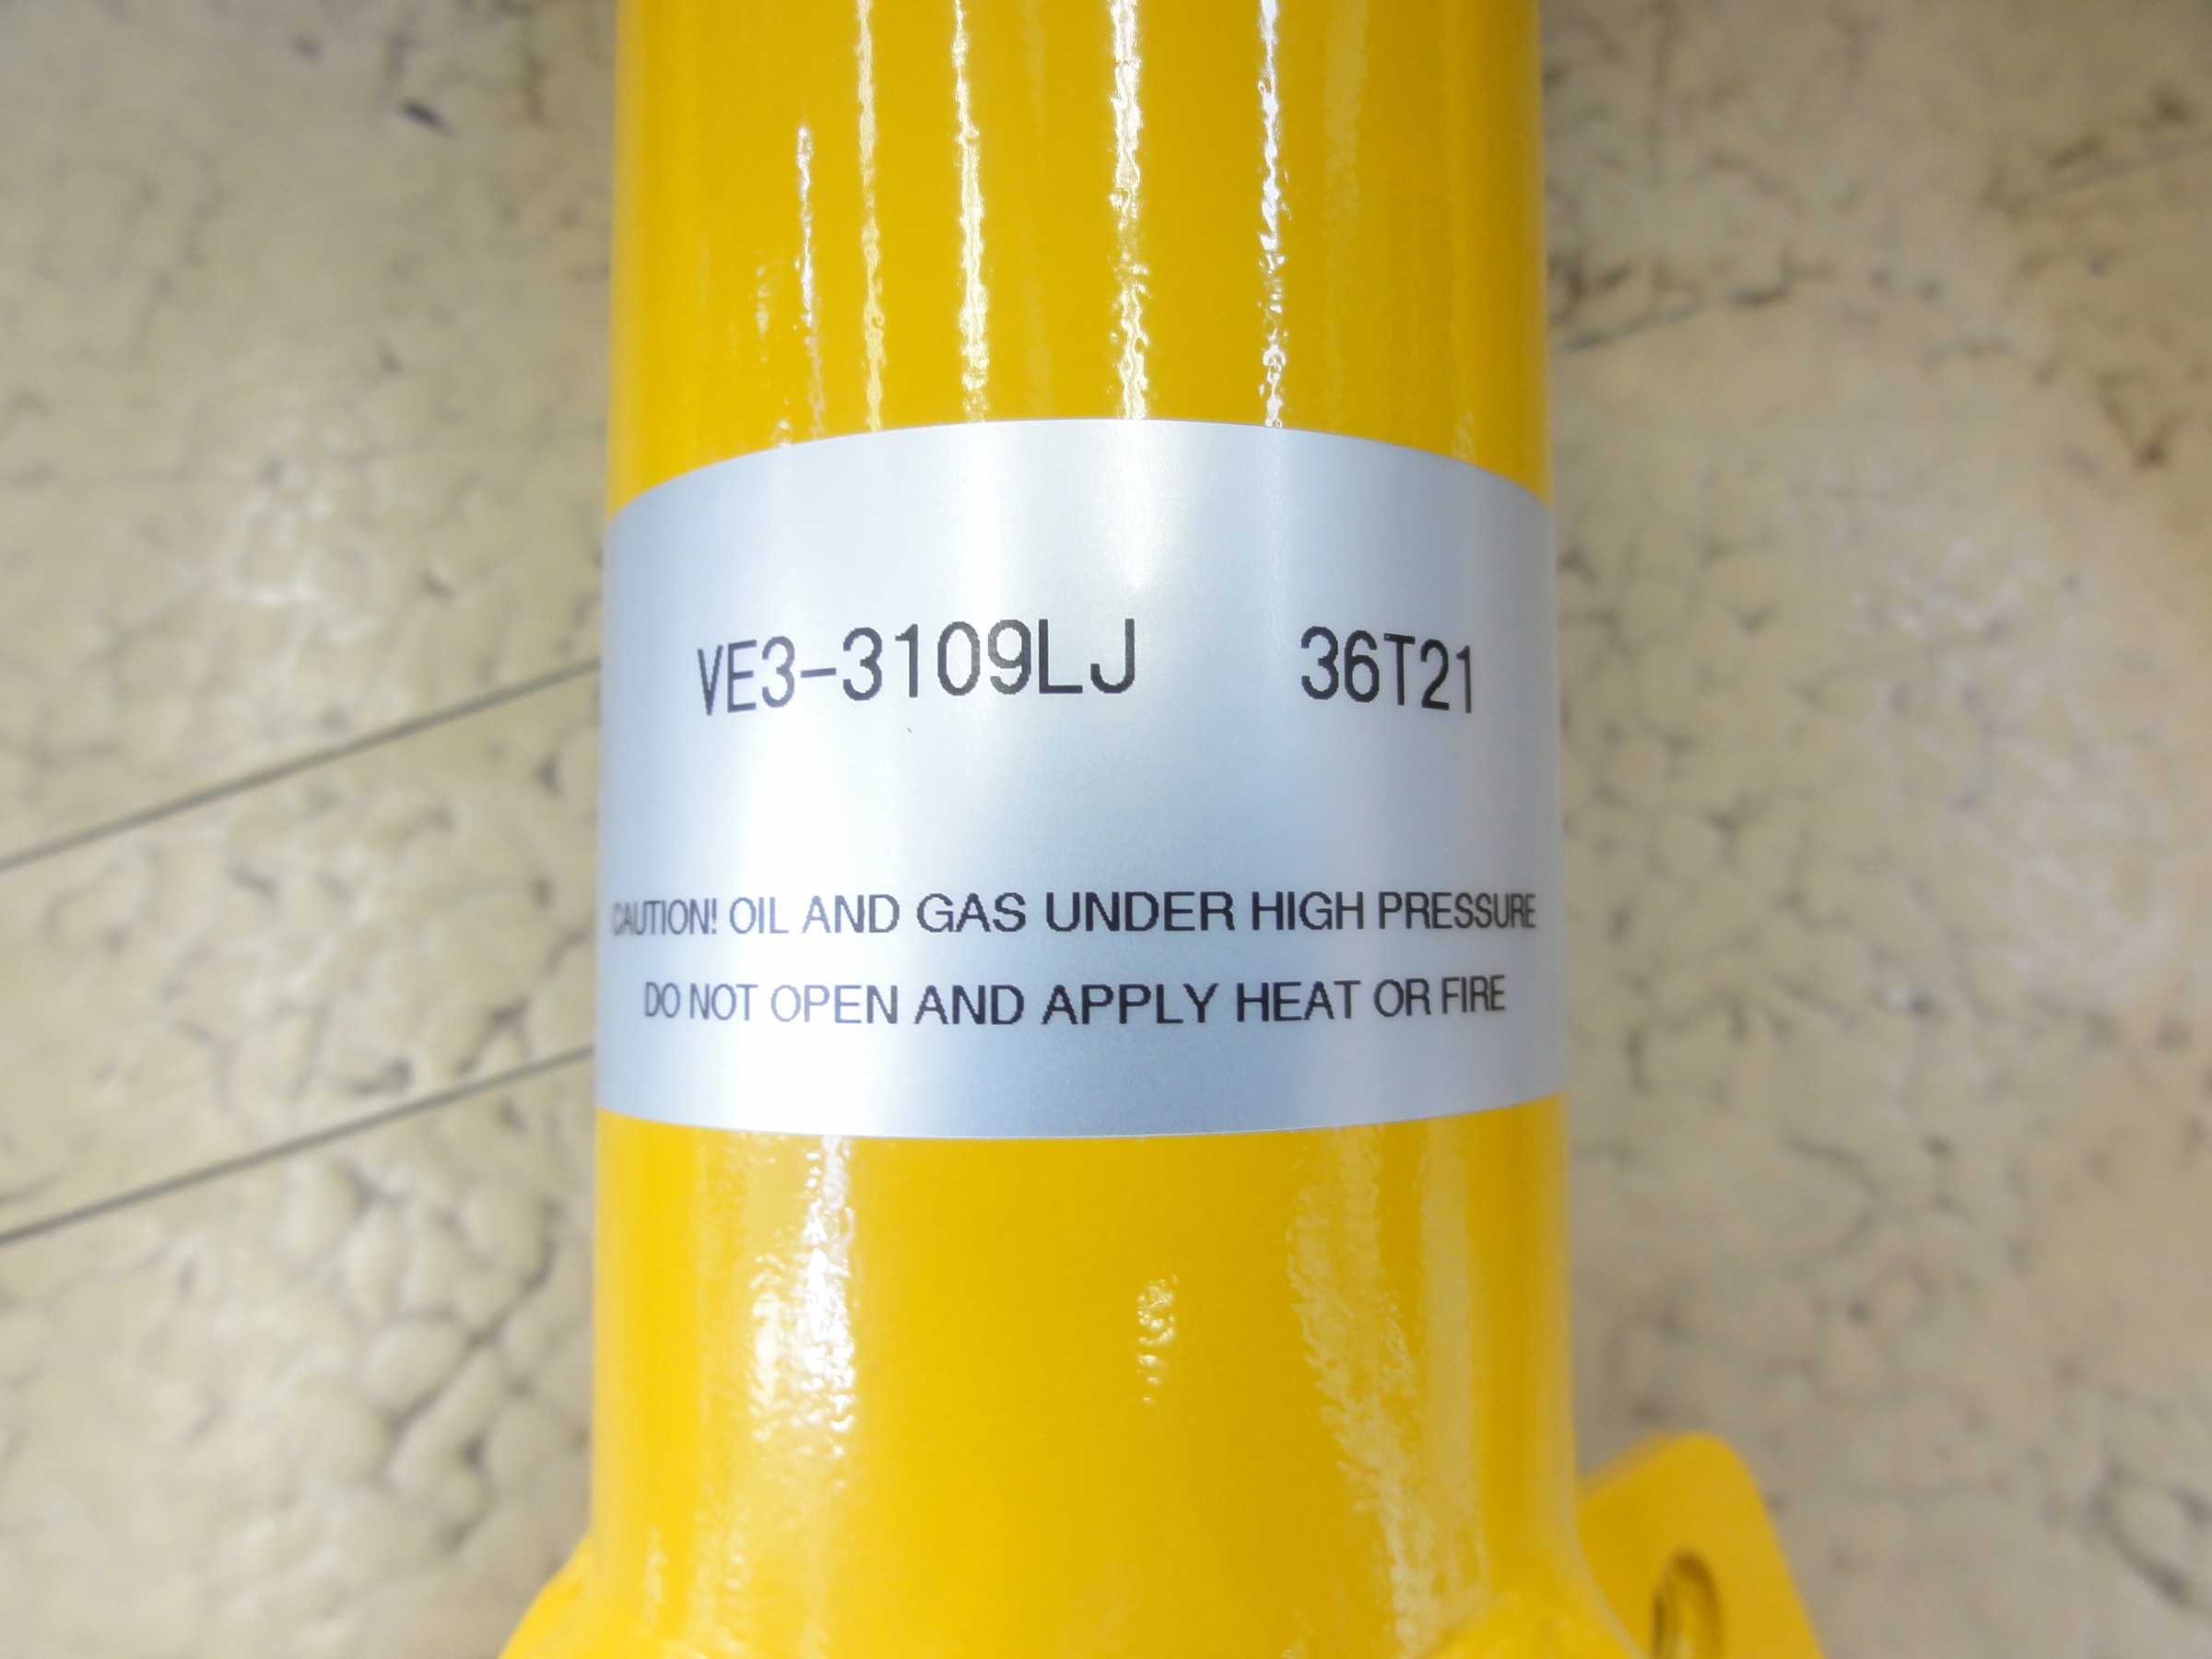 VE3-3109LJ 36T21
CAUTION! OIL AND GAS UNDER HIGH PRESSURE
DO NOT OPEN AND APPLY HEAT OR FIRE